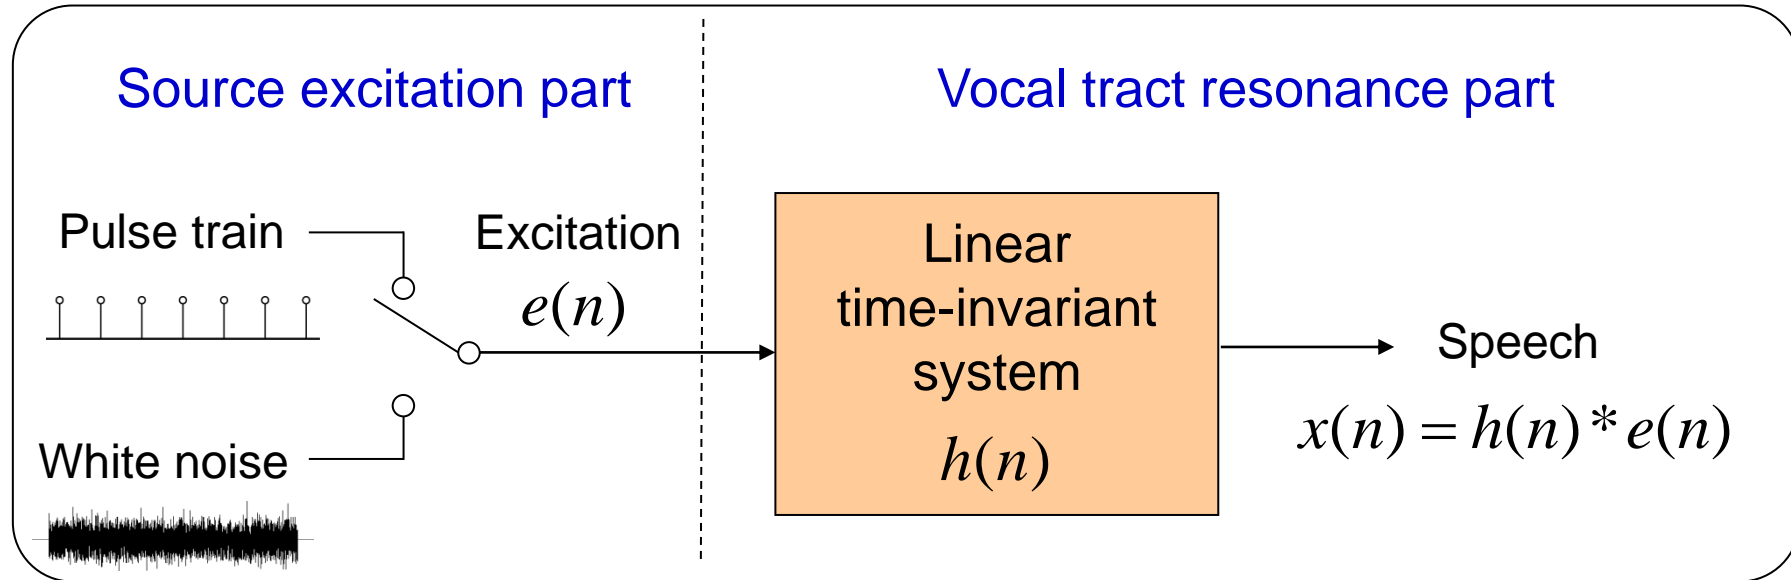 Source excitation part
Vocal tract resonance part
Pulse train
Excitation
e(n)
White noise
Linear
time-invariant
system
h(n)
Speech
x(n) = h(n) * e(n)